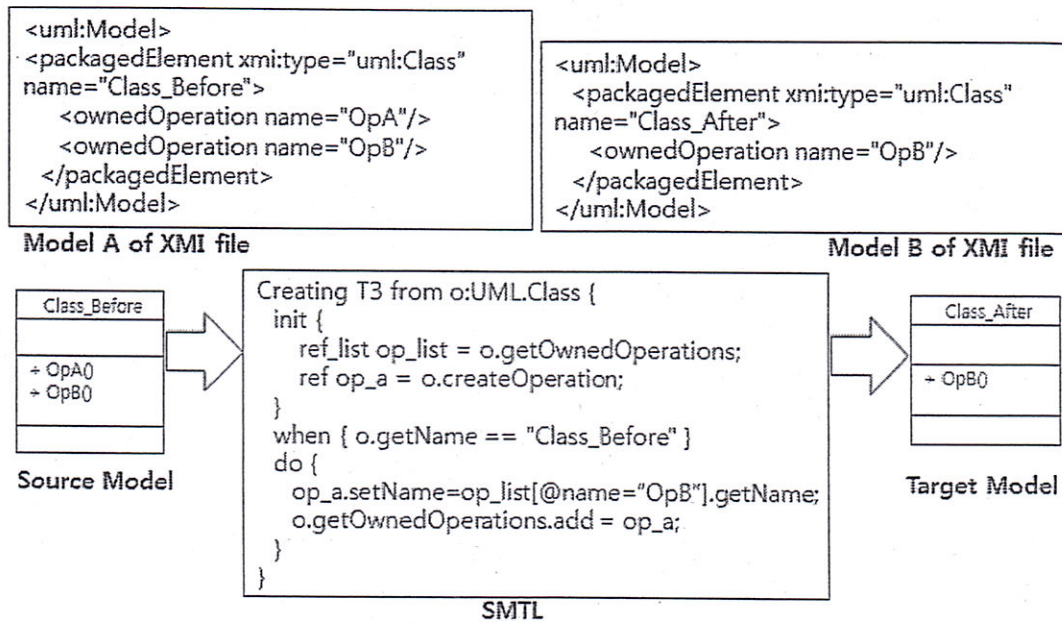 <uml:Model>
<packagedElement xmi:type="uml:Class"
name="Class_Before">
<ownedOperation name="OpA"/>
<ownedOperation name="OpB"/>
</packagedElement>
</uml:Model>
Model A of XMI file
<uml:Model>
<packagedElement xmi:type="uml:Class"
name="Class_After">
<ownedOperation name="OpB"/>
</packagedElement>
</uml:Model>
Model B of XMI file
Class_Before
+ OpA()
+ OpB()
Source Model
Creating T3 from o:UML.Class {
init {
ref_list op_list = o.getOwnedOperations;
ref op_a = o.createOperation;
}
when { o.getName == "Class_Before" ]
do {
op_a.setName=op_list[@name="OpB"].getName;
o.getOwnedOperations.add = op_a;
}
}
SMTL
Class_After
+ OpB()
Target Model